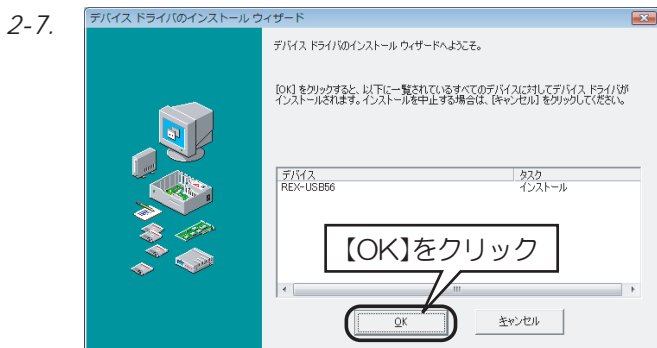 2-7.
デバイス ドライバのインストール ウィザード
デバイス ドライバのインストール ウィザードへようこそ。
[OK] をクリックすると、以下に一覧されているすべてのデバイスに対してデバイス ドライバが
インストールされます。インストールを中止する場合は、[キャンセル] をクリックしてください。
デバイス タスク
REX-USB56 インストール
【OK】をクリック
OK キャンセル